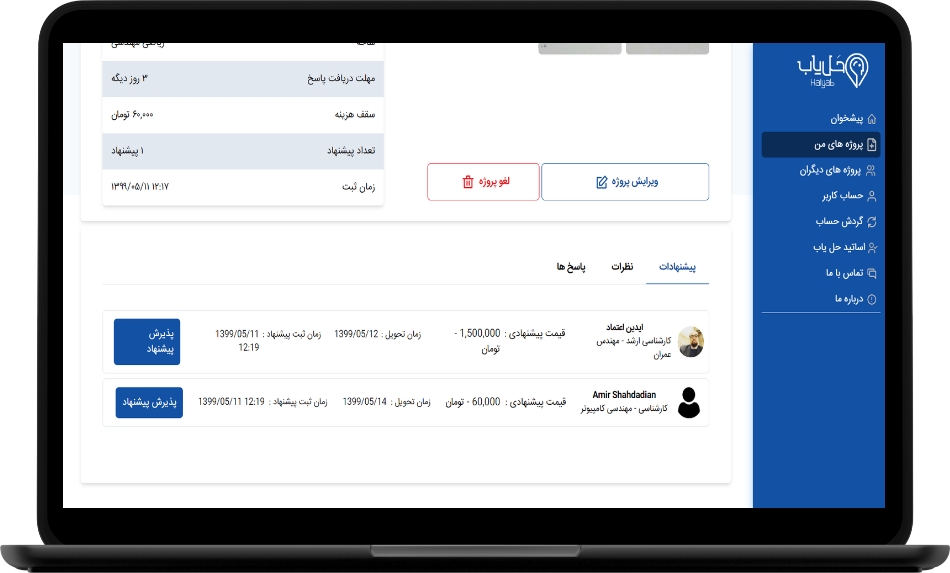 حل یاب
Halyab
پیشخوان
پروژه های من
پروژه های دیگران
حساب کاربر
گردش حساب
اساتید حل یاب
تماس با ما
درباره ما
شاخه ریاضی مهندسی
مهلت دریافت پاسخ ۳ روز دیگه
سقف هزینه ۶۰,۰۰۰ تومان
تعداد پیشنهاد ۱ پیشنهاد
زمان ثبت ۱۳۹۹/۰۵/۱۱ ۱۲:۱۷
ویرایش پروژه
لغو پروژه
پیشنهادات نظرات پاسخ ها
آیدین اعتماد
کارشناسی ارشد - مهندس
عمران
قیمت پیشنهادی : 1,500,000 -
تومان
زمان تحویل : 1399/05/12
زمان ثبت پیشنهاد : 1399/05/11
12:19
پذیرش
پیشنهاد
Amir Shahdadian
کارشناسی - مهندسی کامپیوتر
قیمت پیشنهادی : 60,000 - تومان
زمان تحویل : 1399/05/14
زمان ثبت پیشنهاد : 12:19 1399/05/11
پذیرش پیشنهاد